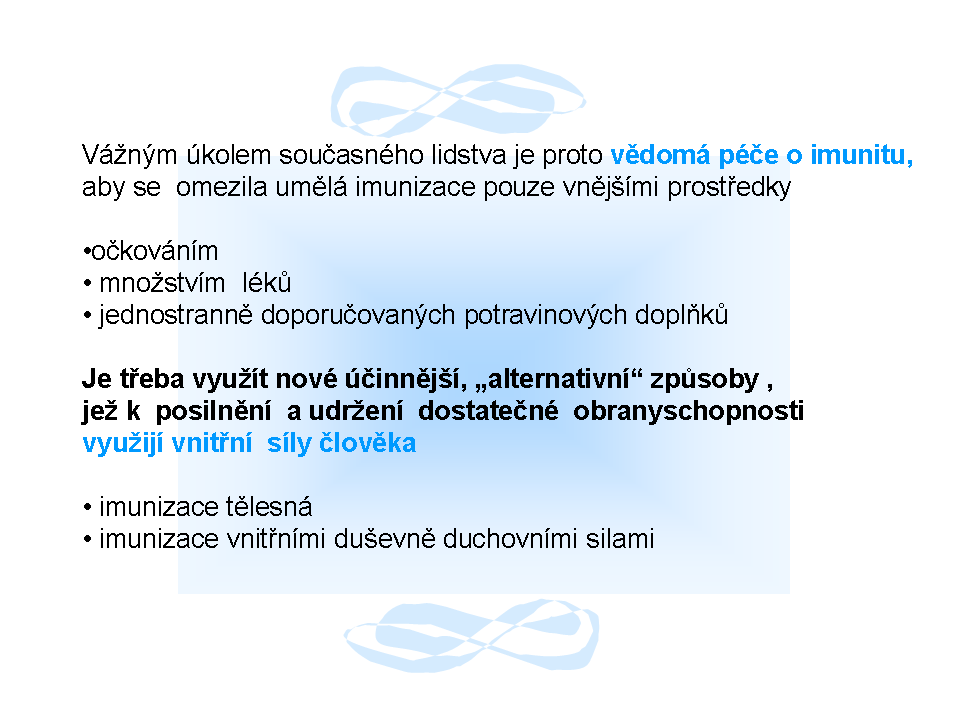 Vážným úkolem současného lidstva je proto vědomá péče o imunitu,
aby se omezila umělá imunizace pouze vnějšími prostředky
•očkováním
• množstvím léků
• jednostranně doporučovaných potravinových doplňků
Je třeba využít nové účinnější, „alternativní“ způsoby ,
jež k posilnění a udržení dostatečné obranyschopnosti
využijí vnitřní síly člověka
• imunizace tělesná
• imunizace vnitřními duševně duchovními silami